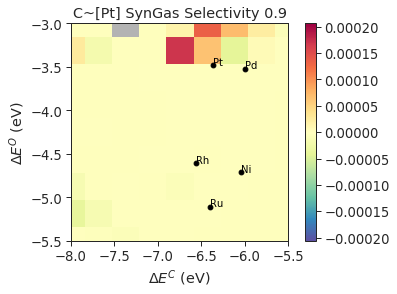 C~[Pt] SynGas Selectivity 0.9
−3.0
−3.5
−4.0
−4.5
−5.0
−5.5
ΔE^O (eV)
Pt
Pd
Rh
Ni
Ru
−8.0 −7.5 −7.0 −6.5 −6.0 −5.5
ΔE^C (eV)
0.00020
0.00015
0.00010
0.00005
0.00000
−0.00005
−0.00010
−0.00015
−0.00020